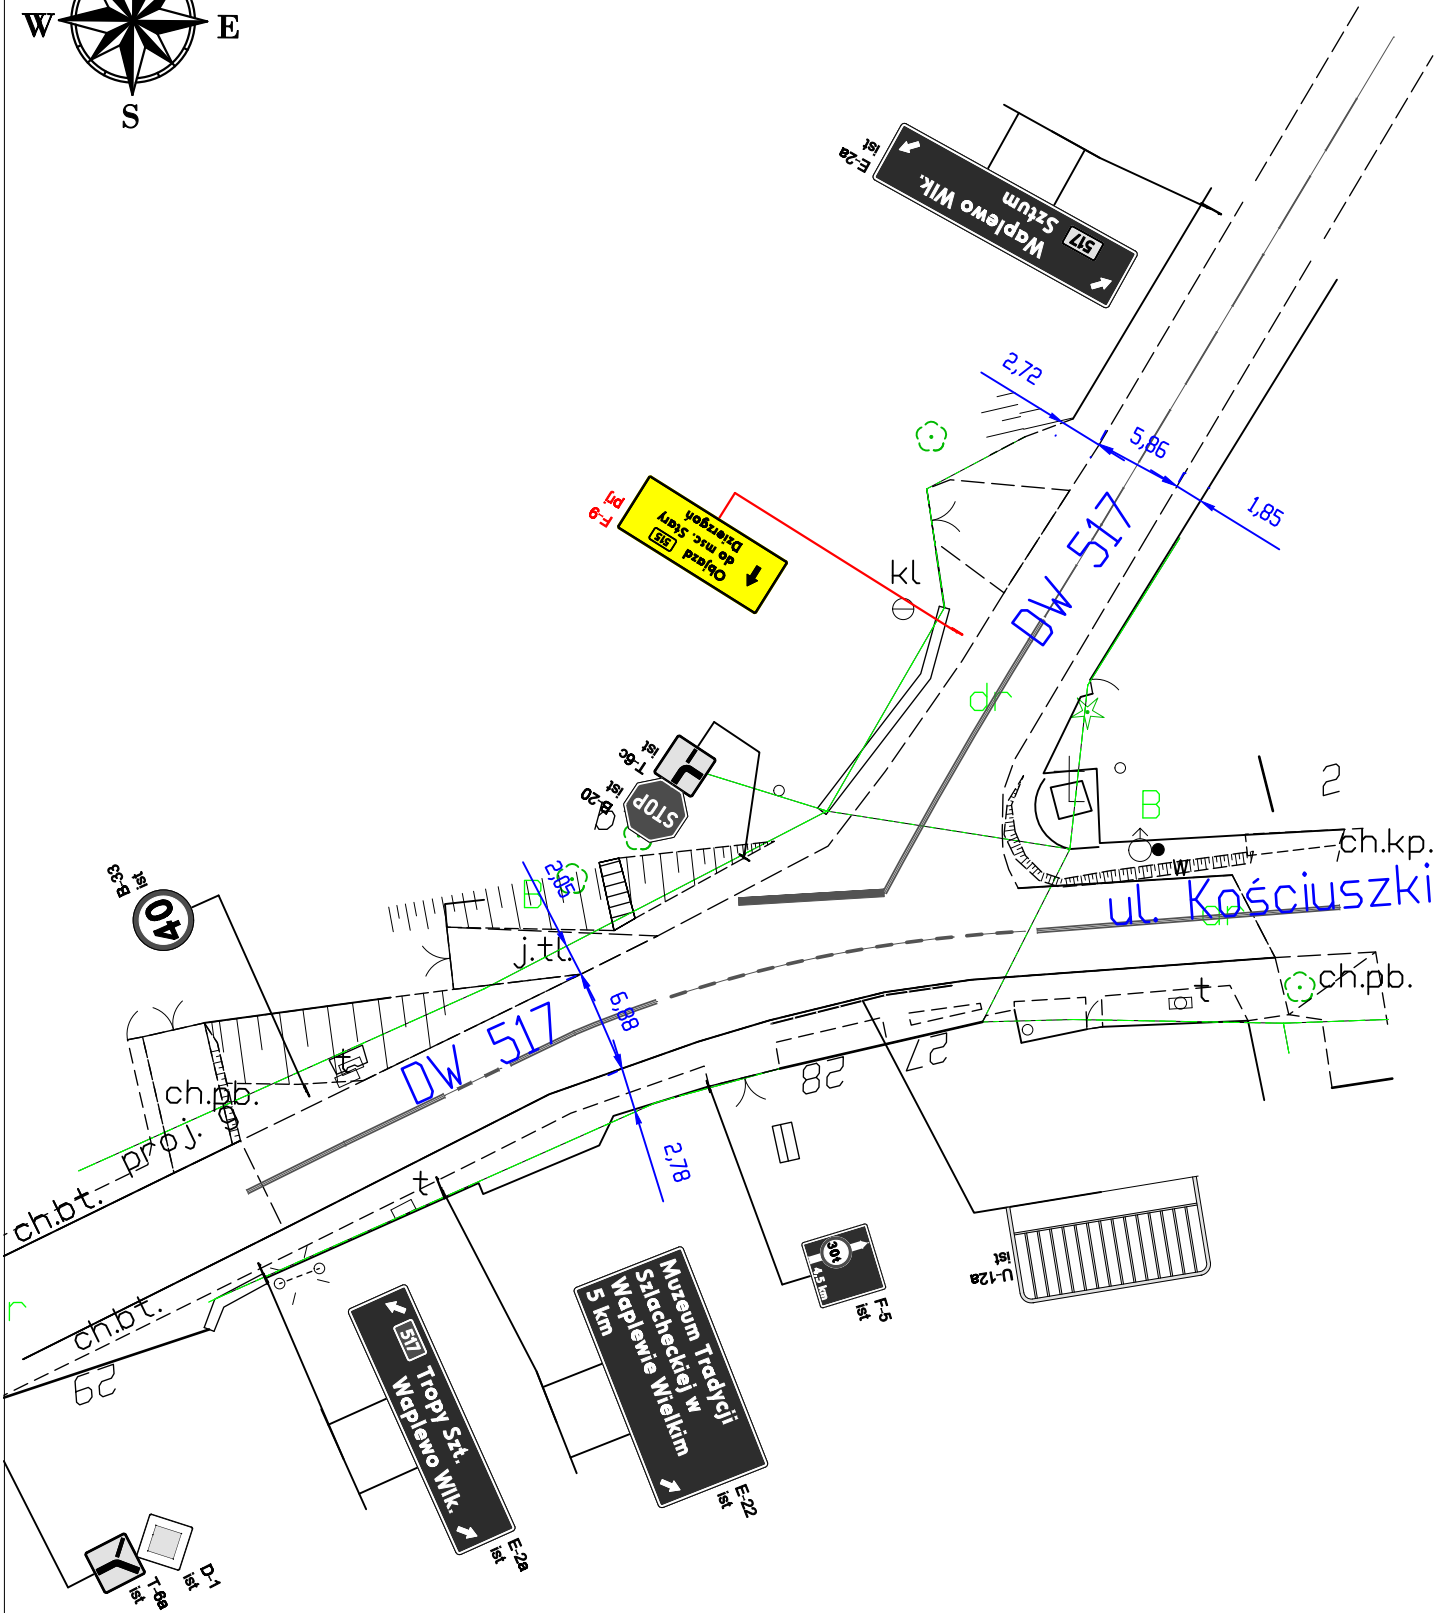 W
E
S
E-2a
ist
Waplewo Wlk.
Sztum
517
2,72
5,86
1,85
DW 517
F-9
prj
Objazd
do msc. Stary
Dzierzgoń
515
kl
dr
T-6c
ist
B-20
ist
STOP
b
B
2
ch.kp.
w
ul. Kościuszki
dr
ch.pb.
t
B-33
ist
40
B
2,05
j.tl.
6,88
DW 517
t
ch.pb.
proj. g
28
27
2,78
ch.bt.
t
r
ch.bt.
29
U-12a
ist
30t
4,5 km
F-5
ist
Muzeum Tradycji
Szlacheckiej w
Waplewie Wielkim
5 km
E-22
ist
517
Tropy Szt.
Waplewo Wlk.
E-2a
ist
D-1
ist
T-6a
ist